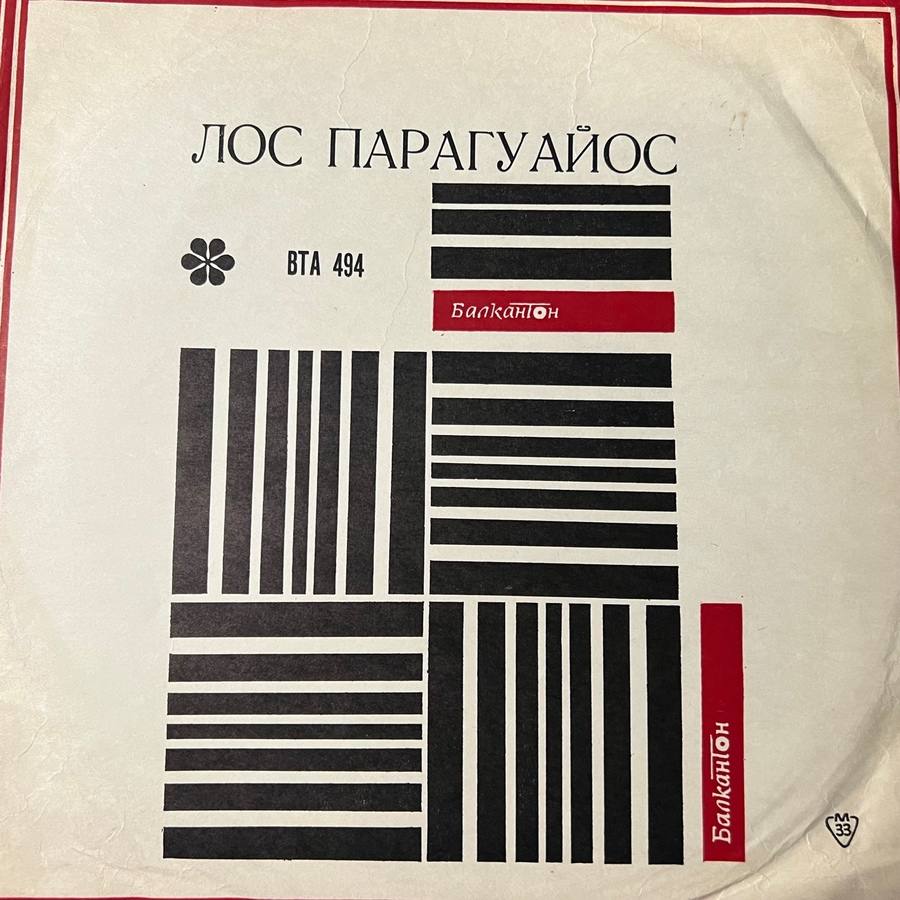 ЛОС ПАРАГУАЙОС
ВТА 494
Балкантон
Балкантон
М
33